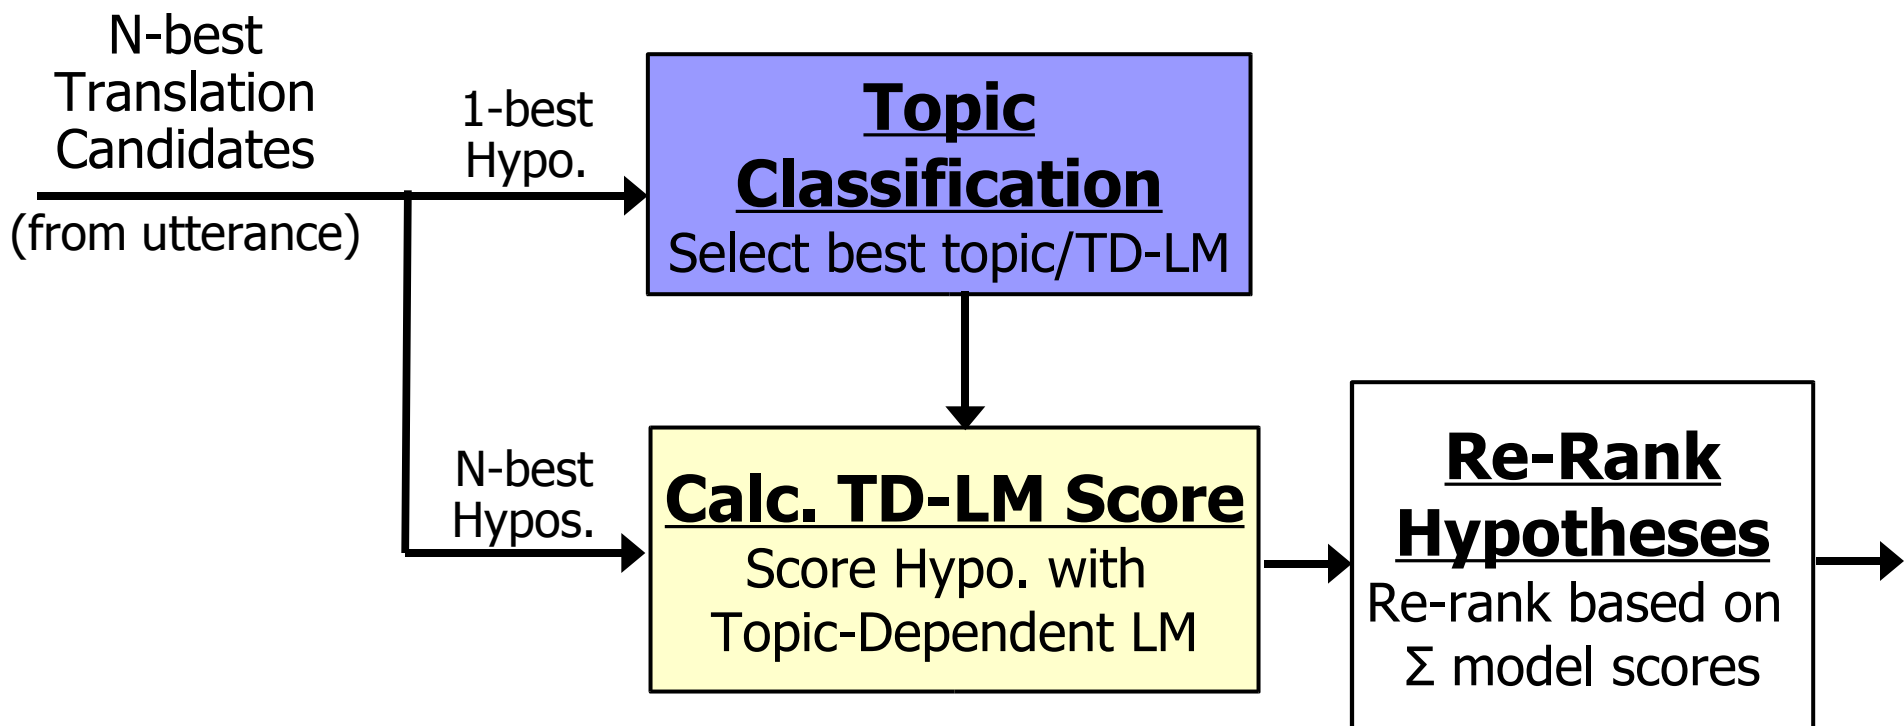 N-best
Translation
Candidates
(from utterance)
1-best
Hypo.
Topic
Classification
Select best topic/TD-LM
N-best
Hypos.
Calc. TD-LM Score
Score Hypo. with
Topic-Dependent LM
Re-Rank
Hypotheses
Re-rank based on
Σ model scores